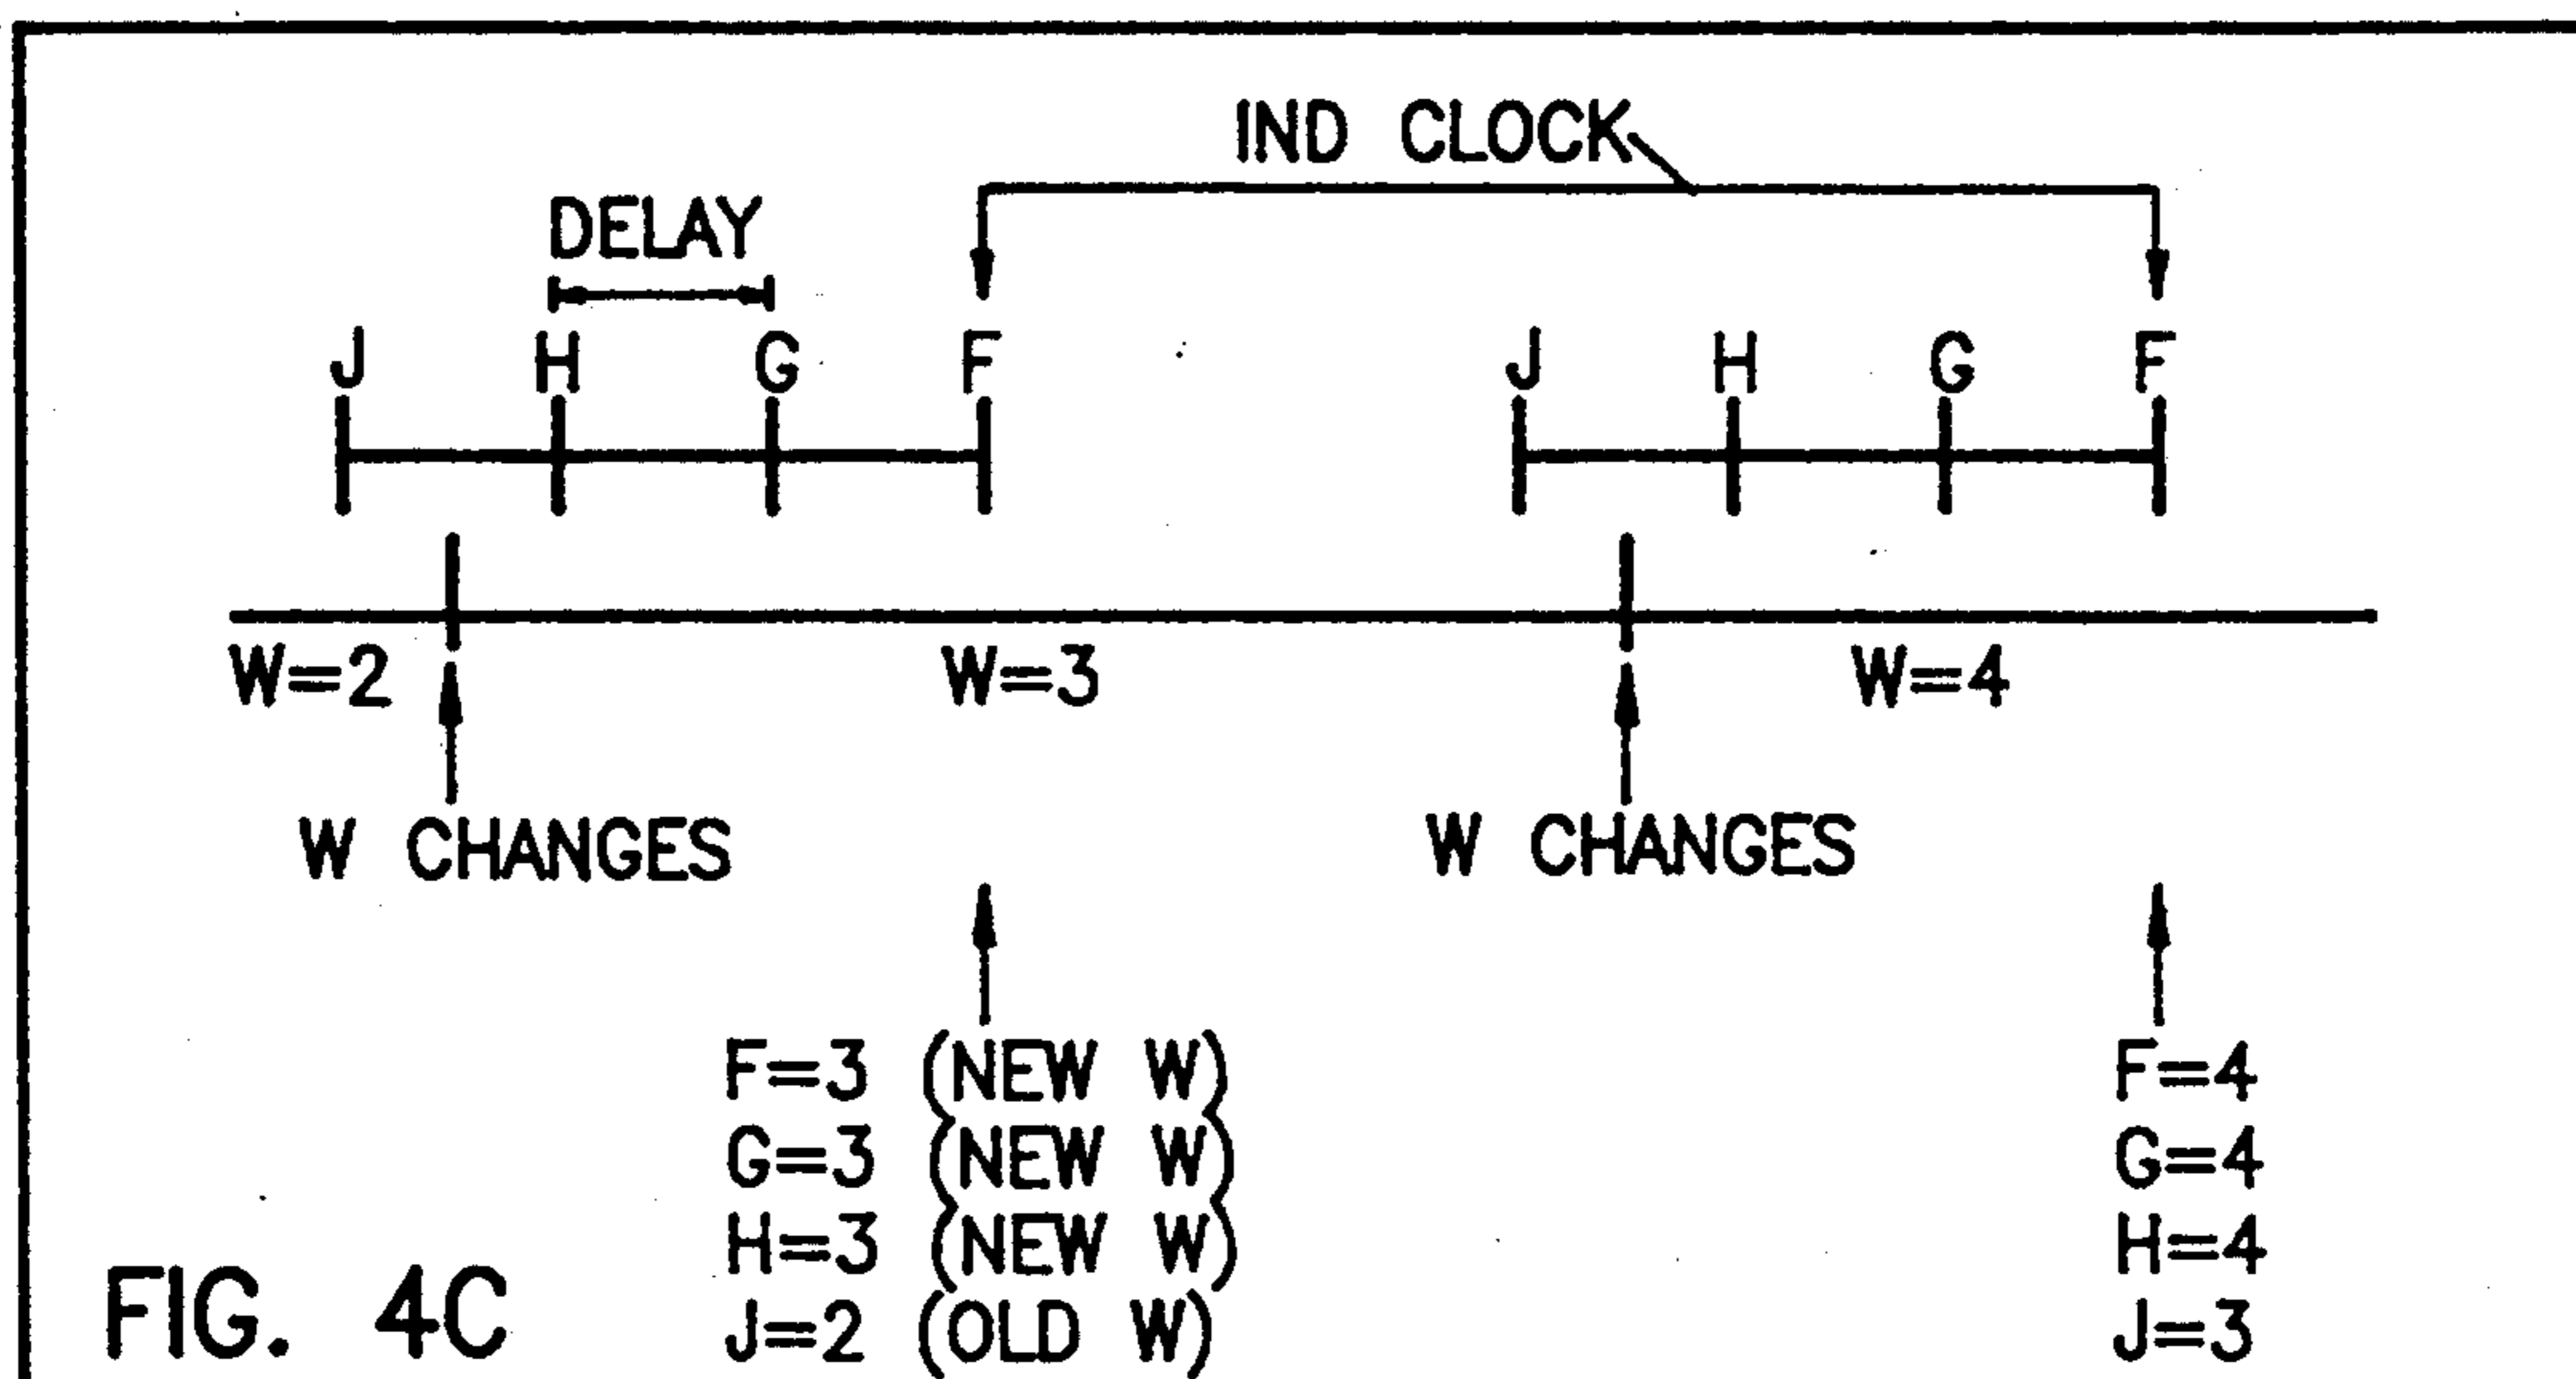 IND CLOCK
DELAY
J H G F J H G F
W=2 W=3 W=4
W CHANGES W CHANGES
F=3 (NEW W) F=4
G=3 (NEW W) G=4
H=3 (NEW W) H=4
J=2 (OLD W) J=3
FIG. 4C